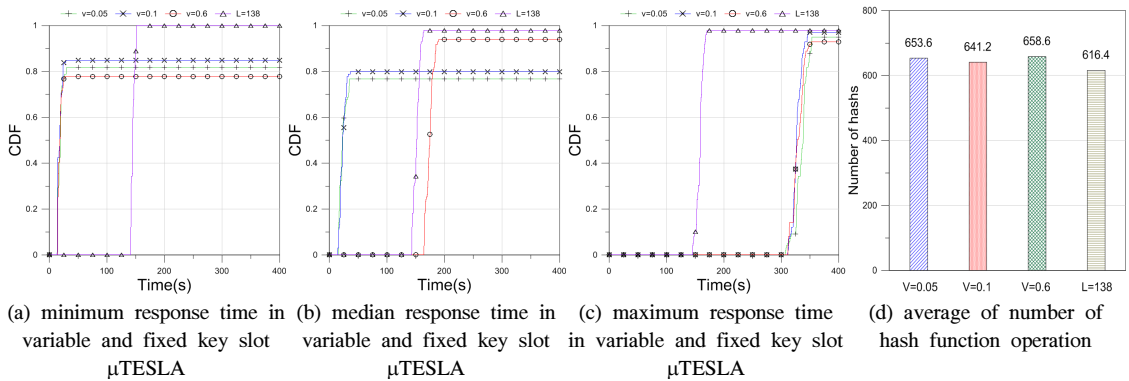 v=0.05 v=0.1 v=0.6 L=138
1
0.8
0.6
0.4
0.2
0
CDF
0 100 200 300 400
Time(s)
(a) minimum response time in
variable and fixed key slot
μTESLA
v=0.05 v=0.1 v=0.6 L=138
1
0.8
0.6
0.4
0.2
0
CDF
0 100 200 300 400
Time(s)
(b) median response time in
variable and fixed key slot
μTESLA
v=0.05 v=0.1 v=0.6 L=138
1
0.8
0.6
0.4
0.2
0
CDF
0 100 200 300 400
Time(s)
(c) maximum response time
in variable and fixed key slot
μTESLA
800
600
400
200
0
Number of hashs
653.6 641.2 658.6 616.4
V=0.05 V=0.1 V=0.6 L=138
(d) average of number of
hash function operation